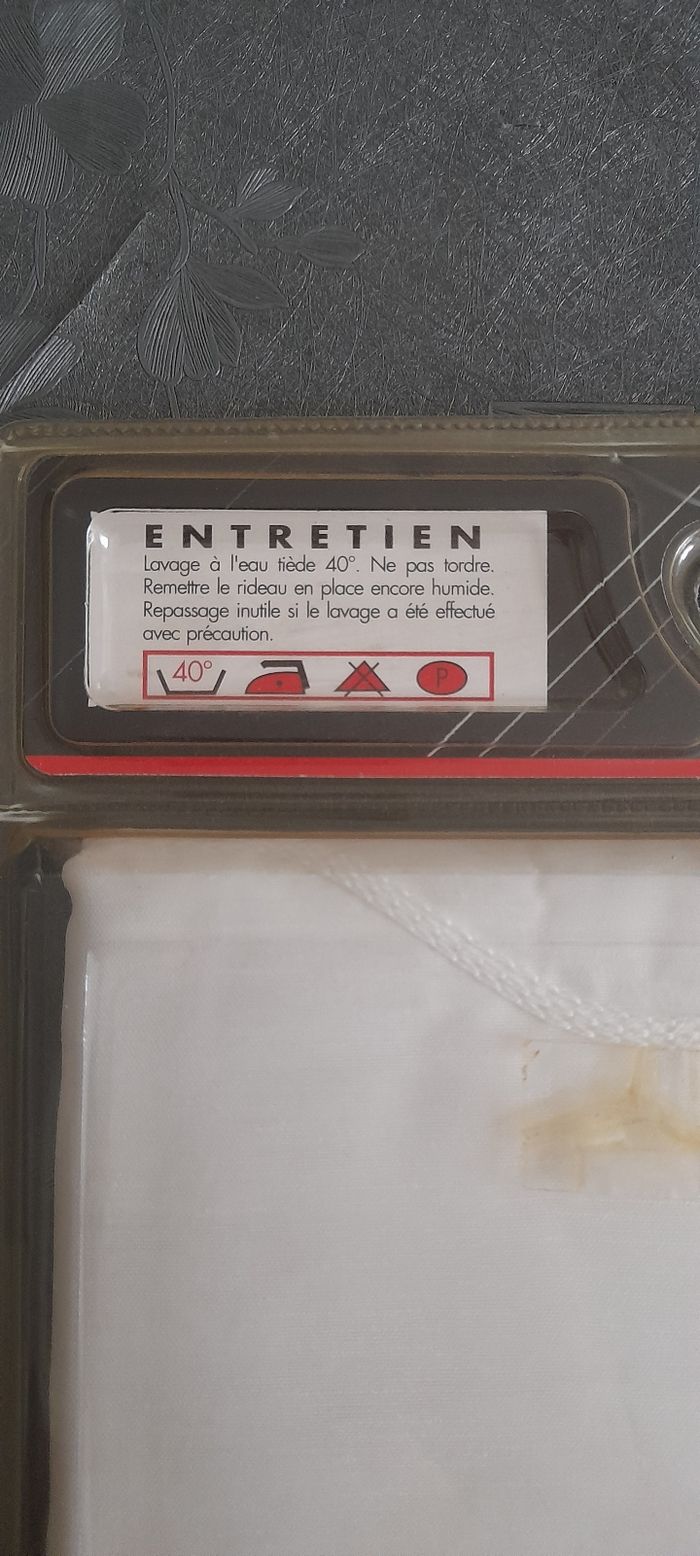 ENTRETIEN
Lavage à l'eau tiède 40°. Ne pas tordre.
Remettre le rideau en place encore humide.
Repassage inutile si le lavage a été effectué
avec précaution.
40° P